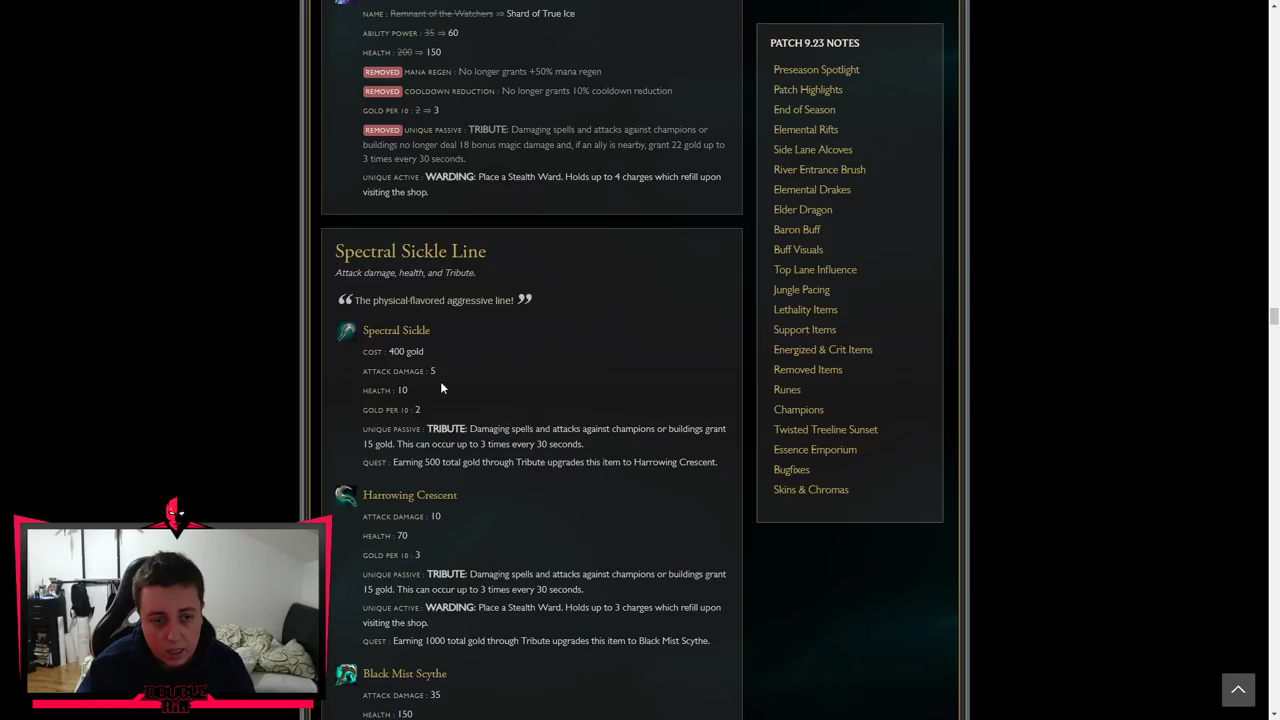 NAME : Remnant of the Watchers ⇒ Shard of True Ice
ABILITY POWER : 35 ⇒ 60
HEALTH : 200 ⇒ 150
REMOVED MANA REGEN : No longer grants +50% mana regen
REMOVED COOLDOWN REDUCTION : No longer grants 10% cooldown reduction
GOLD PER 10 : 2 ⇒ 3
REMOVED UNIQUE PASSIVE : TRIBUTE: Damaging spells and attacks against champions or
buildings no longer deal 18 bonus magic damage and, if an ally is nearby, grant 22 gold up to
3 times every 30 seconds.
UNIQUE ACTIVE : WARDING: Place a Stealth Ward. Holds up to 4 charges which refill upon
visiting the shop.
Spectral Sickle Line
Attack damage, health, and Tribute.
“ The physical-flavored aggressive line! ”
Spectral Sickle
COST : 400 gold
ATTACK DAMAGE : 5
HEALTH : 10
GOLD PER 10 : 2
UNIQUE PASSIVE : TRIBUTE: Damaging spells and attacks against champions or buildings grant
15 gold. This can occur up to 3 times every 30 seconds.
QUEST : Earning 500 total gold through Tribute upgrades this item to Harrowing Crescent.
Harrowing Crescent
ATTACK DAMAGE : 10
HEALTH : 70
GOLD PER 10 : 3
UNIQUE PASSIVE : TRIBUTE: Damaging spells and attacks against champions or buildings grant
15 gold. This can occur up to 3 times every 30 seconds.
UNIQUE ACTIVE : WARDING: Place a Stealth Ward. Holds up to 3 charges which refill upon
visiting the shop.
QUEST : Earning 1000 total gold through Tribute upgrades this item to Black Mist Scythe.
Black Mist Scythe
ATTACK DAMAGE : 35
HEALTH : 150
PATCH 9.23 NOTES
Preseason Spotlight
Patch Highlights
End of Season
Elemental Rifts
Side Lane Alcoves
River Entrance Brush
Elemental Drakes
Elder Dragon
Baron Buff
Buff Visuals
Top Lane Influence
Jungle Pacing
Lethality Items
Support Items
Energized & Crit Items
Removed Items
Runes
Champions
Twisted Treeline Sunset
Essence Emporium
Bugfixes
Skins & Chromas
DOUBLE